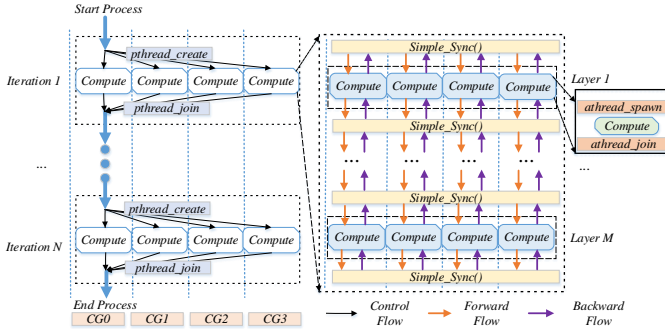 Start Process
pthread_create
Iteration 1
Compute Compute Compute Compute
pthread_join
...
pthread_create
Iteration N
Compute Compute Compute Compute
pthread_join
End Process
CG0 CG1 CG2 CG3
Simple_Sync()
Compute Compute Compute Compute
Layer 1
Simple_Sync()
... ... ... ...
Simple_Sync()
Compute Compute Compute Compute
Layer M
Simple_Sync()
athread_spawn
Compute
athread_join
...
Control
Flow
Forward
Flow
Backward
Flow